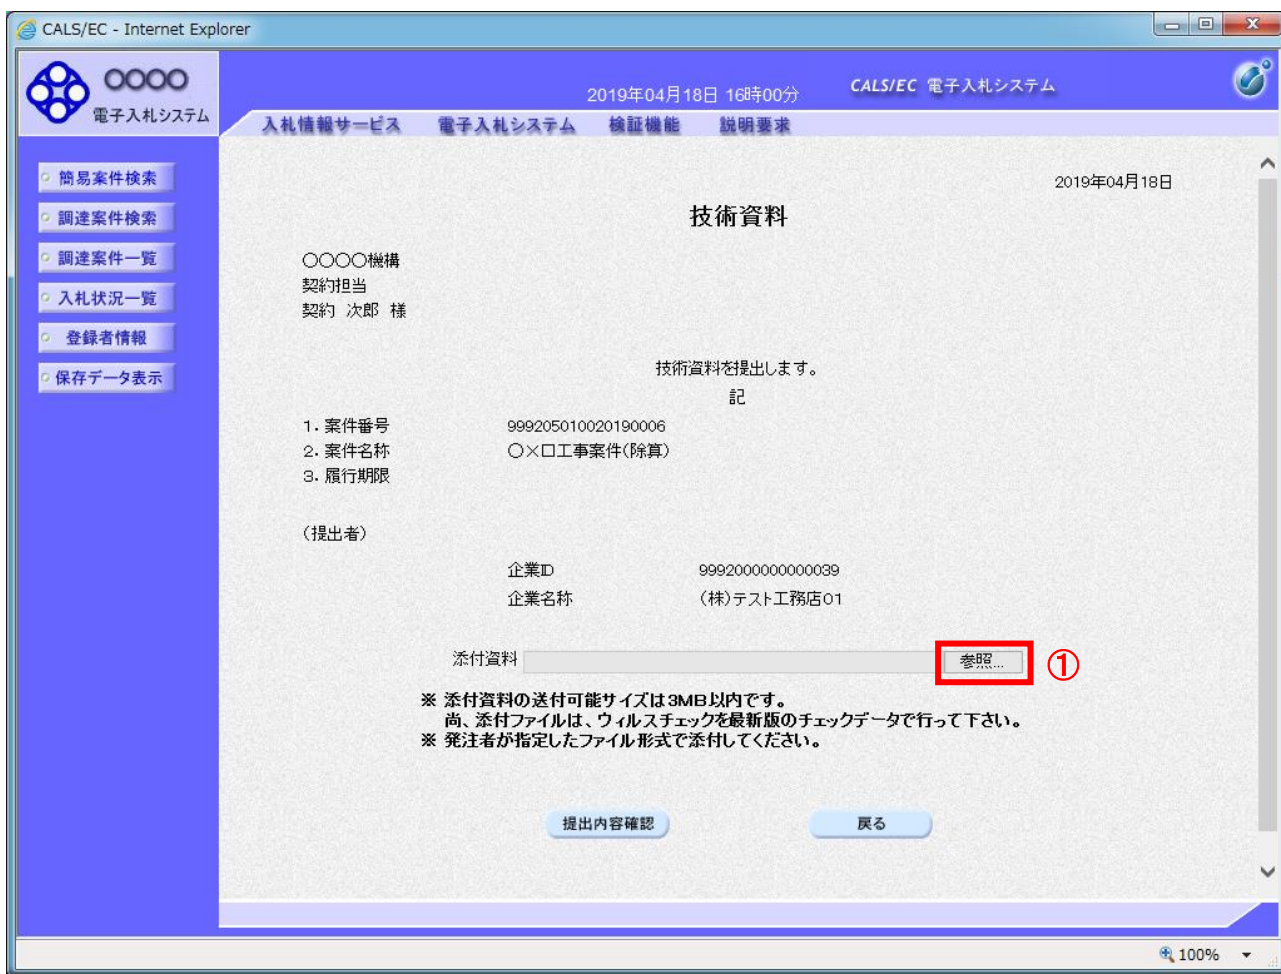 CALS/EC - Internet Explorer
〇〇〇〇
電子入札システム
2019年04月18日 16時00分
CALS/EC 電子入札システム
入札情報サービス 電子入札システム 検証機能 説明要求
簡易案件検索
調達案件検索
調達案件一覧
入札状況一覧
登録者情報
保存データ表示
2019年04月18日
技術資料
〇〇〇〇機構
契約担当
契約 次郎 様
技術資料を提出します。
記
1. 案件番号 999205010020190006
2. 案件名称 〇×口工事案件(除算)
3. 履行期限
(提出者)
企業ID 9992000000000039
企業名称 (株)テスト工務店01
添付資料 参照... ①
※ 添付資料の送付可能サイズは3MB以内です。
尚、添付ファイルは、ウィルスチェックを最新版のチェックデータで行って下さい。
※ 発注者が指定したファイル形式で添付してください。
提出内容確認 戻る
100%